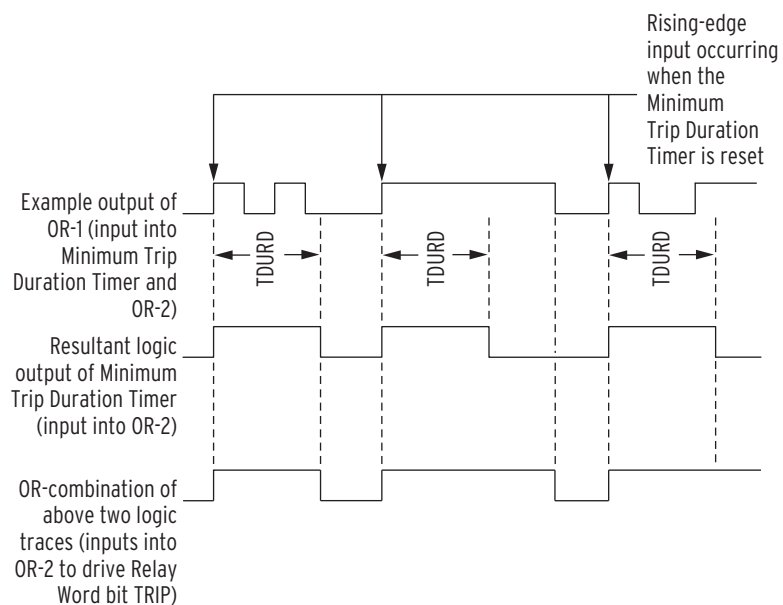 Rising-edge
input occurring
when the
Minimum
Trip Duration
Timer is reset
Example output of
OR-1 (input into
Minimum Trip
Duration Timer and
OR-2)
TDURD
TDURD
TDURD
Resultant logic
output of Minimum
Trip Duration Timer
(input into OR-2)
OR-combination of
above two logic
traces (inputs into
OR-2 to drive Relay
Word bit TRIP)